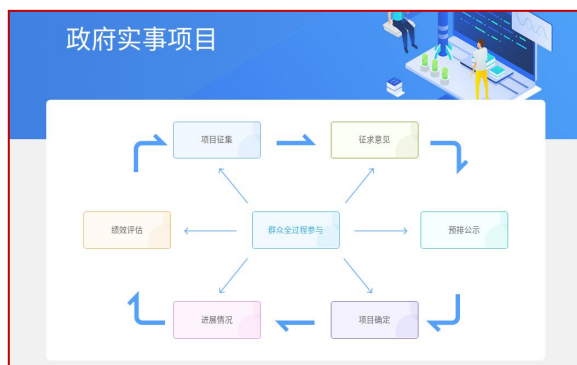 政府实事项目
项目征集
征求意见
绩效评估
群众全过程参与
预排公示
进展情况
项目确定